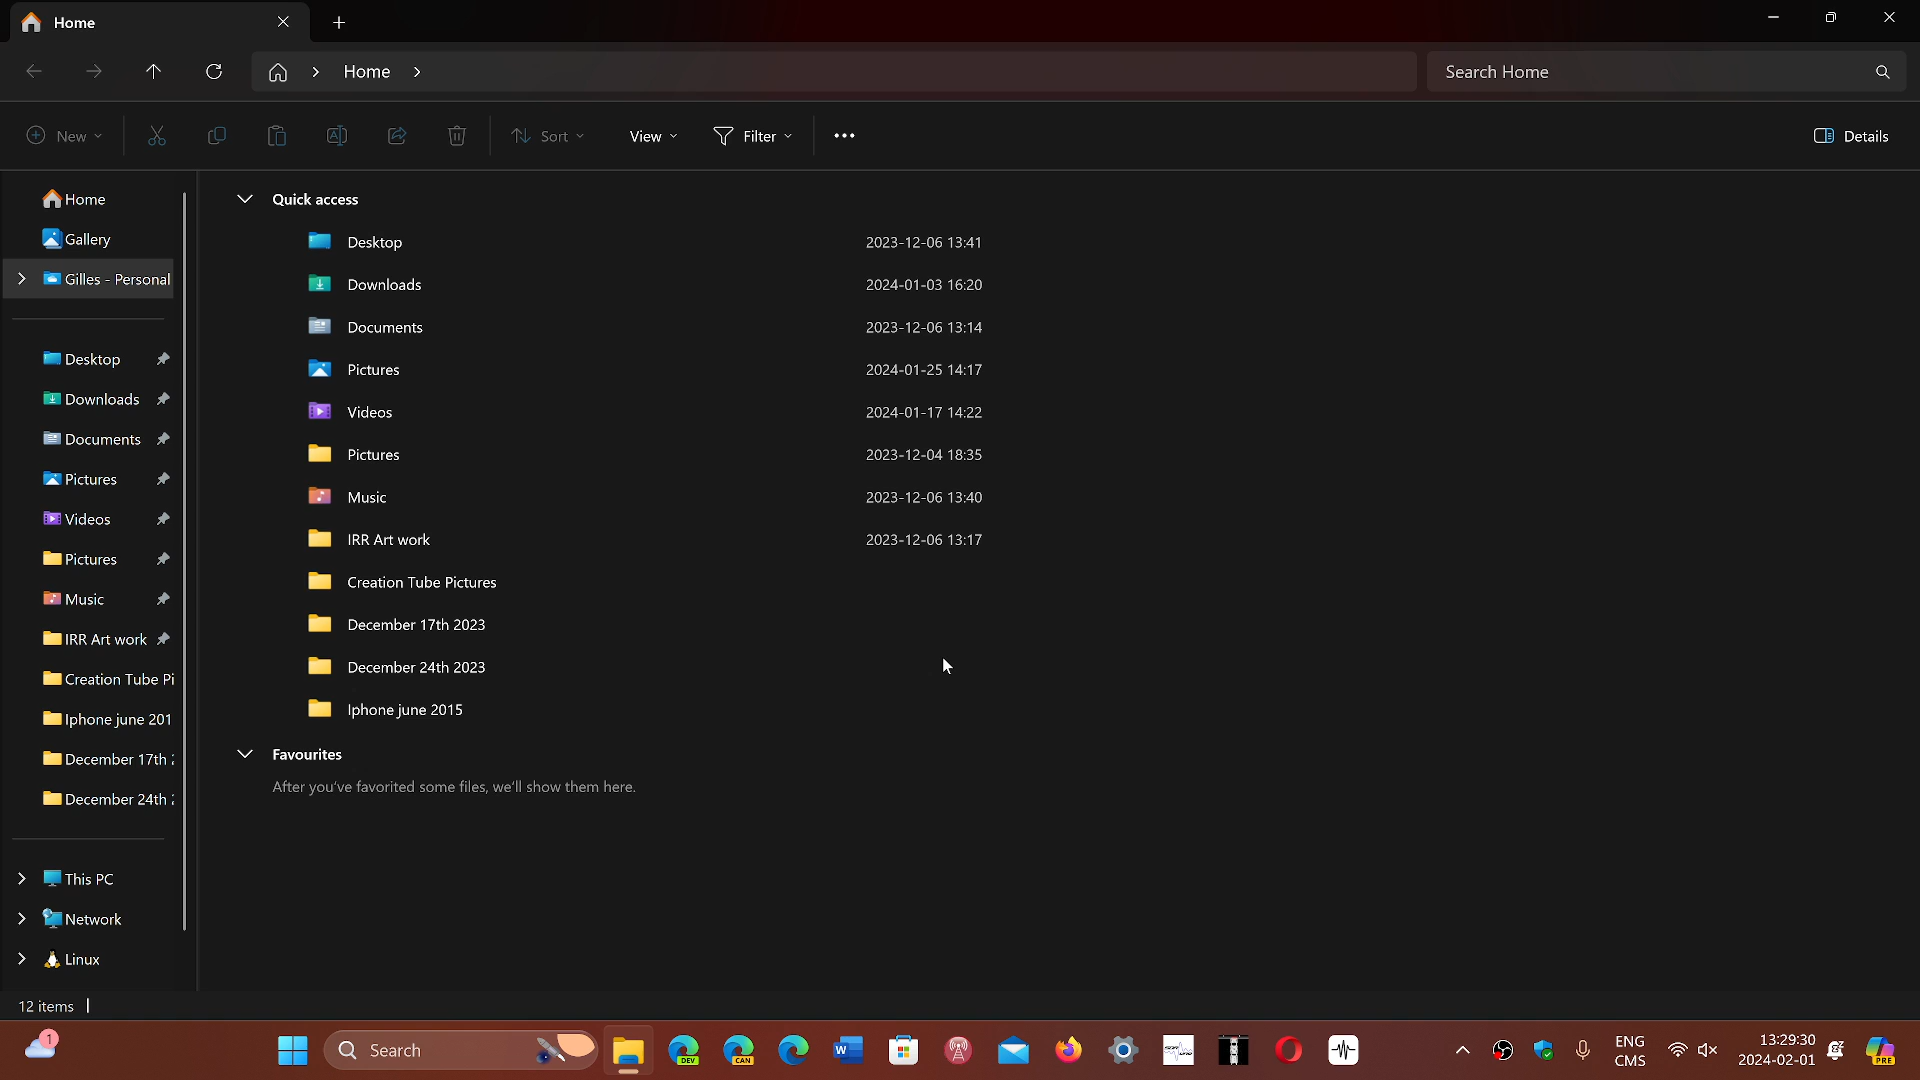 Home
Home
Search Home
New
Sort
View
Filter
Details
Home
Gallery
Gilles - Personal
Desktop
Downloads
Documents
Pictures
Videos
Pictures
Music
IRR Art work
Creation Tube Pi
Iphone june 201
December 17th 2
December 24th 2
This PC
Network
Linux
Quick access
Desktop 2023-12-06 13:41
Downloads 2024-01-03 16:20
Documents 2023-12-06 13:14
Pictures 2024-01-25 14:17
Videos 2024-01-17 14:22
Pictures 2023-12-04 18:35
Music 2023-12-06 13:40
IRR Art work 2023-12-06 13:17
Creation Tube Pictures
December 17th 2023
December 24th 2023
Iphone june 2015
Favourites
After you've favorited some files, we'll show them here.
12 items
1
Search
DEV
CAN
W
ENG
CMS
13:29:30
2024-02-01
PRE